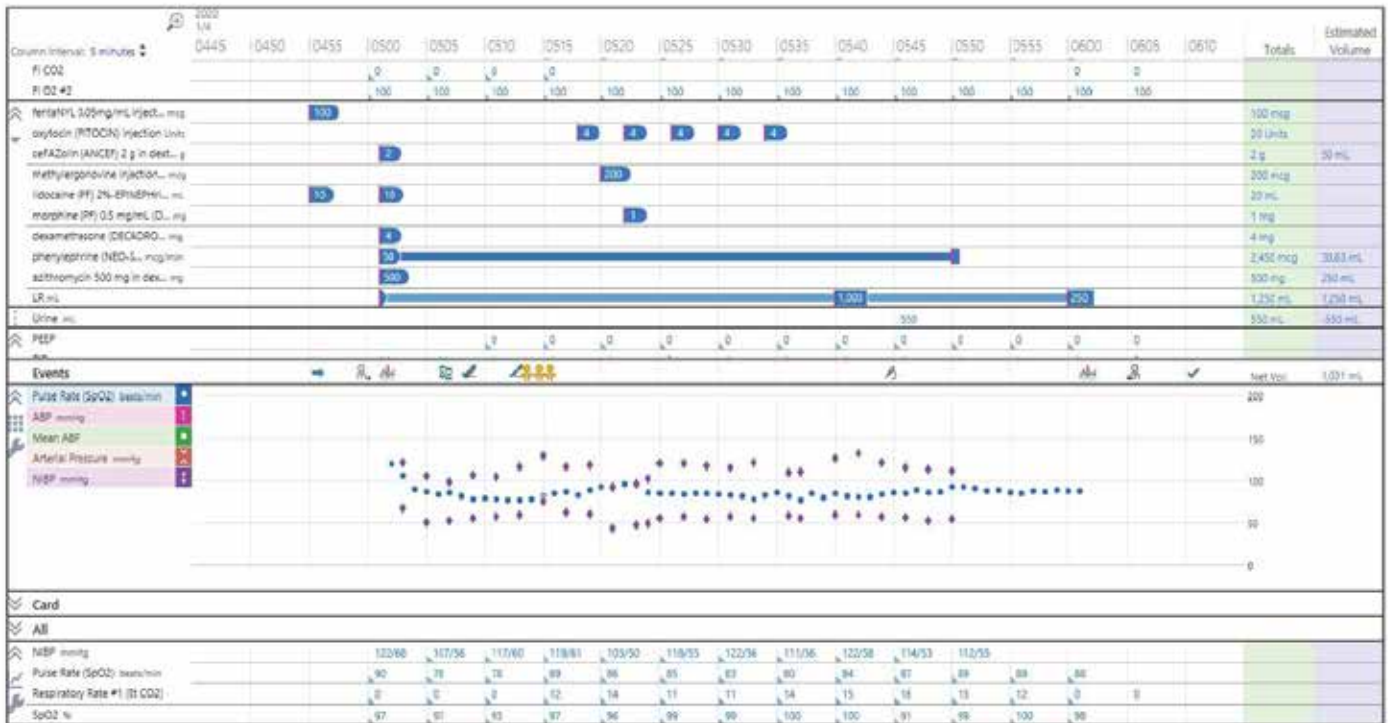 2020
1/4
Column Interval: 5 minutes 0445 0450 0455 0500 0505 0510 0515 0520 0525 0530 0535 0540 0545 0550 0555 0600 0605 0610 Totals Estimated Volume
FI CO2 0 0 0 0 0 0
FI O2 #2 100 100 100 100 100 100 100 100 100 100 100 100 100 100
fentaNYL 0.05mg/mL inject... mcg 100 100 mcg
oxytocin (PITOCIN) injection Units 4 4 4 4 4 20 Units
cefAZolin (ANCEF) 2 g in dext... g 2 2 g 50 mL
methylergonovine injection... mcg 200 200 mcg
lidocaine (PF) 2%-EPINEPHri... mL 10 10 20 mL
morphine (PF) 0.5 mg/mL (D... mg 1 1 mg
dexamethasone (DECADRO... mg 4 4 mg
phenylephrine (NEO-S... mcg/min 50 2,450 mcg 30.63 mL
azithromycin 500 mg in dex... mg 500 500 mg 250 mL
LR mL 1,000 250 1,250 mL 1,250 mL
Urine mL 550 550 mL -550 mL
PEEP 0 0 0 0 0 0 0 0 0 0 0 0
Events Net Vol: 1,031 mL
Pulse Rate (SpO2) beats/min 200
ABP mmHg
Mean ABP 150
Arterial Pressure mmHg
NIBP mmHg 100
50
0
Card
All
NIBP mmHg 122/68 107/56 117/60 118/61 103/50 118/55 122/56 111/56 122/58 114/53 112/55
Pulse Rate (SpO2) beats/min 90 78 78 89 86 85 83 80 84 87 89 88 88
Respiratory Rate #1 (Et CO2) 0 0 0 12 14 11 11 14 15 16 15 12 0 0
SpO2 % 97 91 93 97 96 99 99 100 100 91 99 100 98